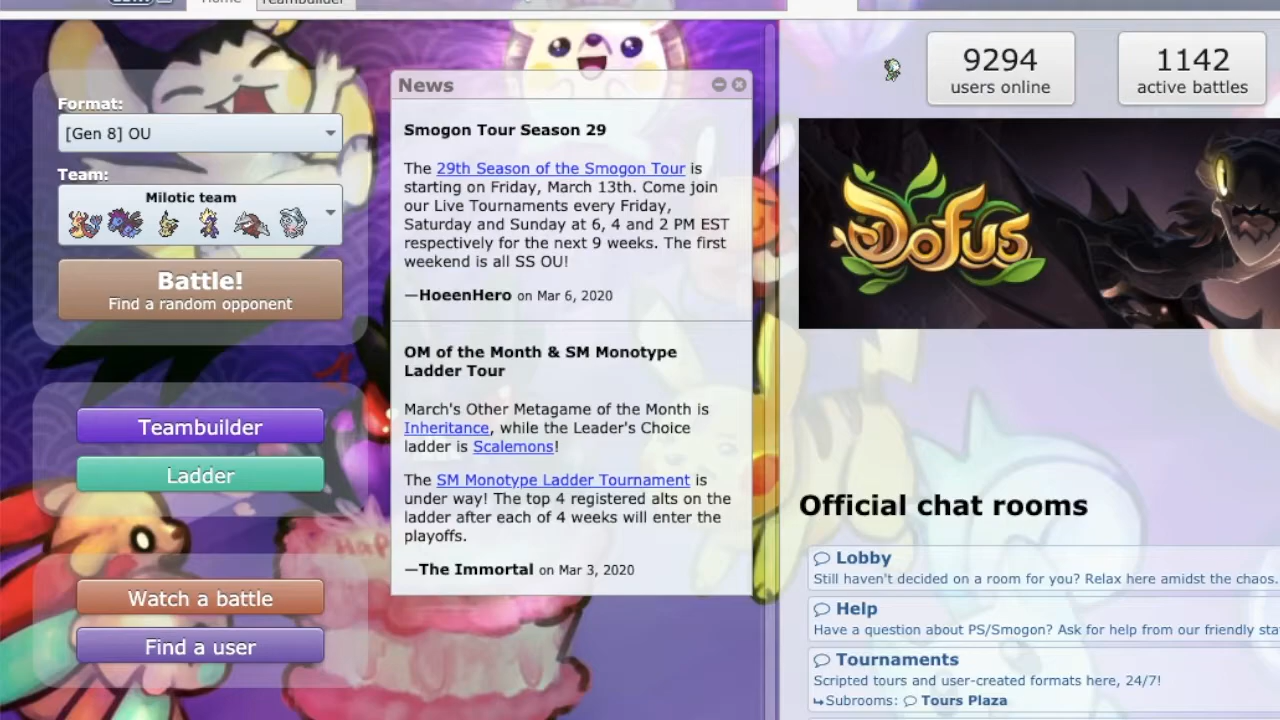 Home
Teambuilder
Format:
[Gen 8] OU
Team:
Milotic team
Battle!
Find a random opponent
Teambuilder
Ladder
Watch a battle
Find a user
News
Smogon Tour Season 29
The 29th Season of the Smogon Tour is
starting on Friday, March 13th. Come join
our Live Tournaments every Friday,
Saturday and Sunday at 6, 4 and 2 PM EST
respectively for the next 9 weeks. The first
weekend is all SS OU!
—HoeenHero on Mar 6, 2020
OM of the Month & SM Monotype
Ladder Tour
March's Other Metagame of the Month is
Inheritance, while the Leader's Choice
ladder is Scalemons!
The SM Monotype Ladder Tournament is
under way! The top 4 registered alts on the
ladder after each of 4 weeks will enter the
playoffs.
—The Immortal on Mar 3, 2020
9294
users online
1142
active battles
DOFUS
Official chat rooms
Lobby
Still haven't decided on a room for you? Relax here amidst the chaos.
Help
Have a question about PS/Smogon? Ask for help from our friendly sta
Tournaments
Scripted tours and user-created formats here, 24/7!
↳Subrooms: Tours Plaza